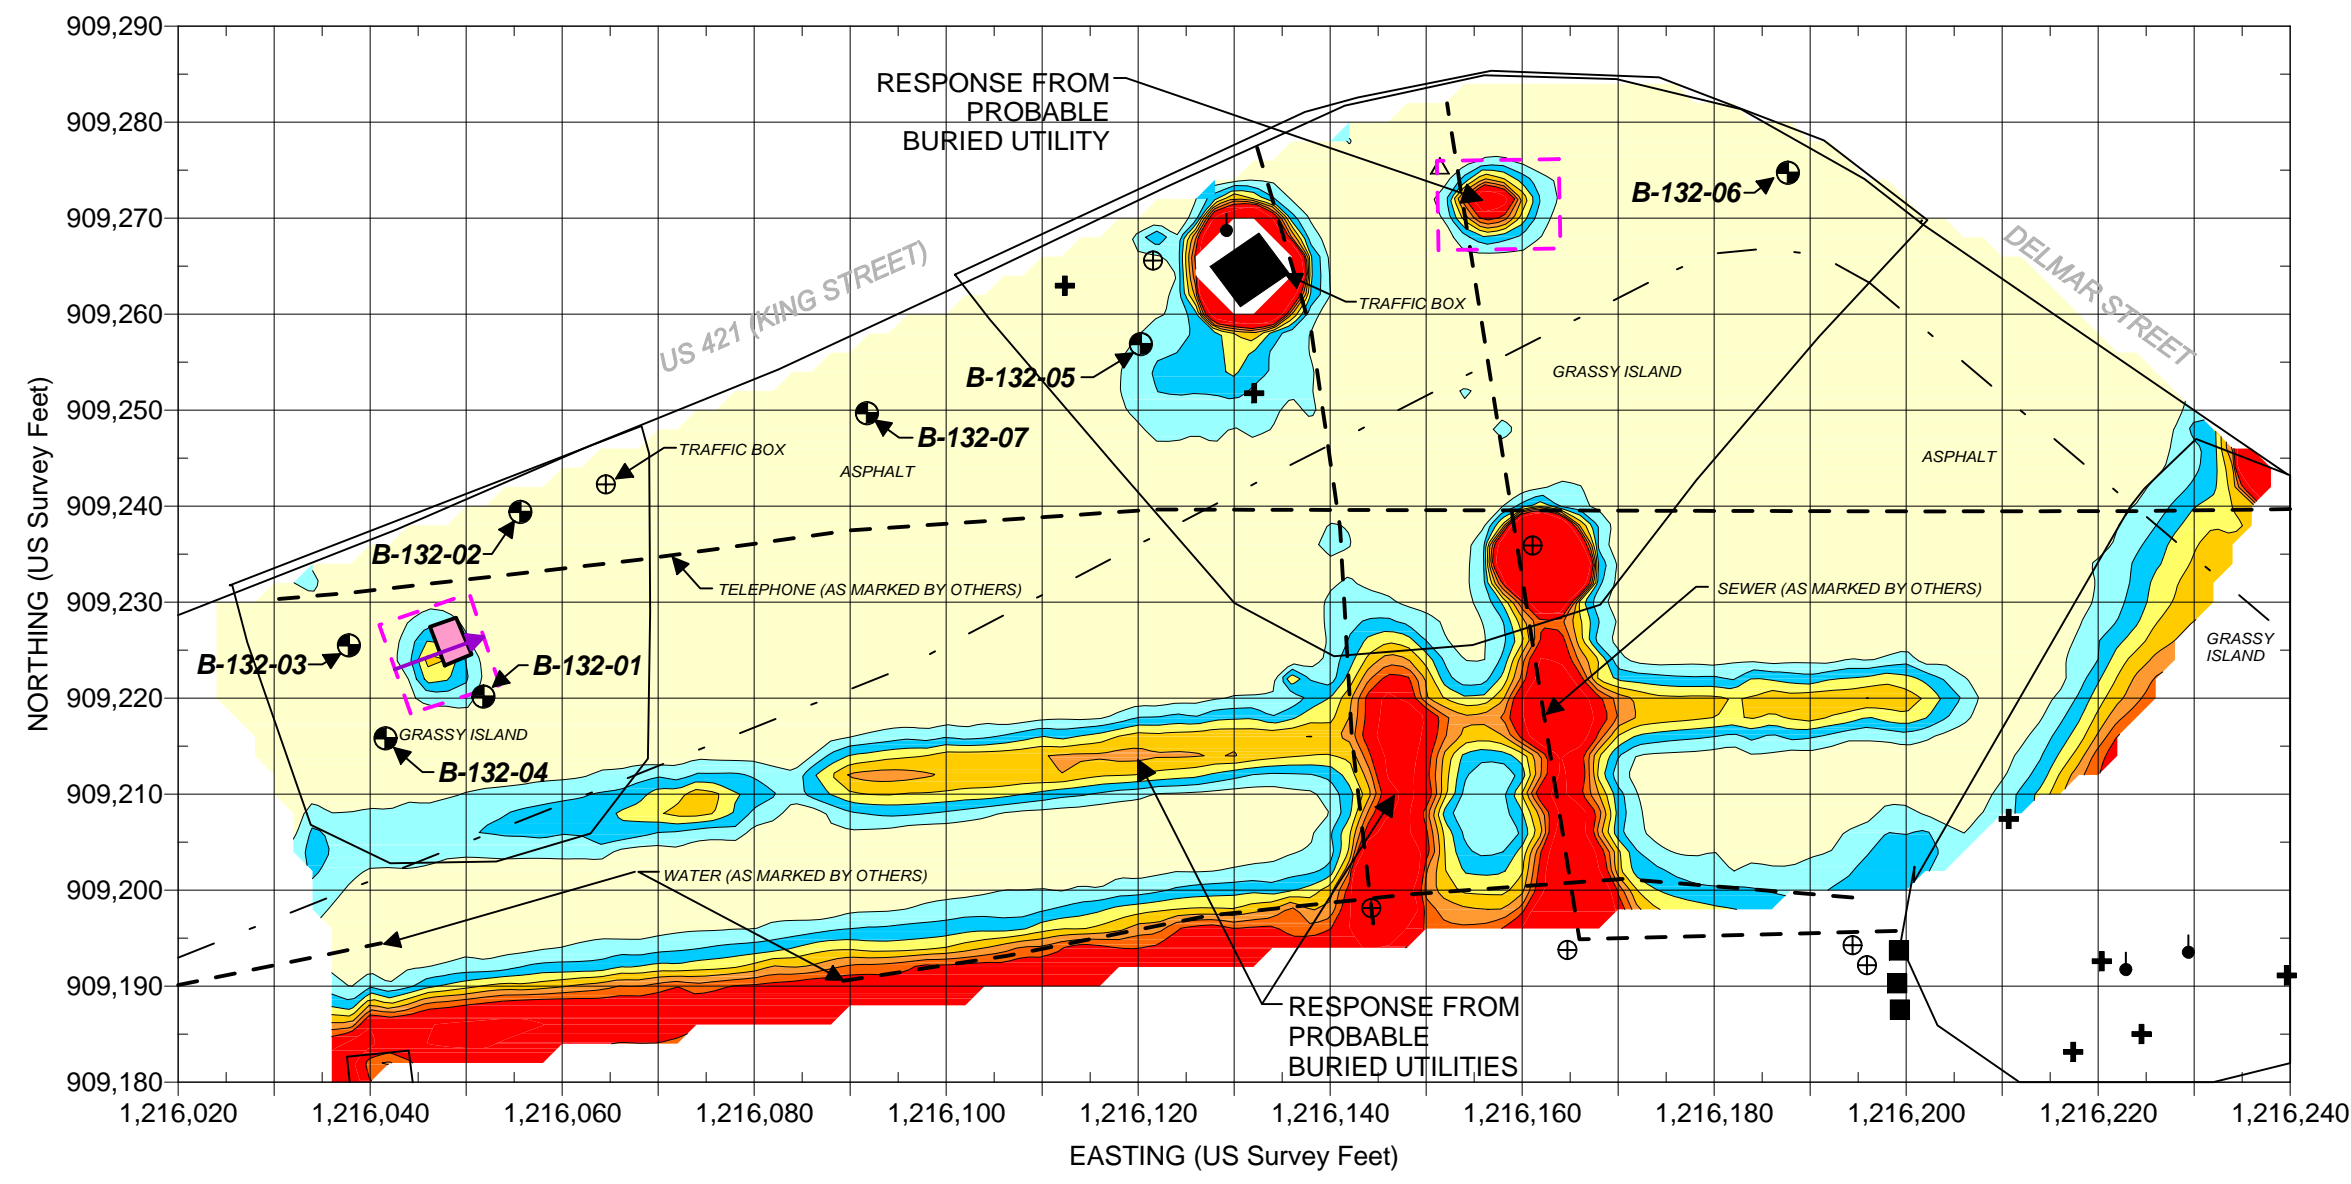 909,290
RESPONSE FROM
PROBABLE
BURIED UTILITY
909,280
B-132-06
909,270
DELMAR STREET
US 421 (KING STREET)
TRAFFIC BOX
909,260
B-132-05
GRASSY ISLAND
909,250
B-132-07
TRAFFIC BOX
ASPHALT
ASPHALT
909,240
B-132-02
TELEPHONE (AS MARKED BY OTHERS)
SEWER (AS MARKED BY OTHERS)
909,230
GRASSY
ISLAND
B-132-03
B-132-01
909,220
GRASSY ISLAND
B-132-04
909,210
WATER (AS MARKED BY OTHERS)
909,200
909,190
RESPONSE FROM
PROBABLE
BURIED UTILITIES
909,180
NORTHING (US Survey Feet)
1,216,020 1,216,040 1,216,060 1,216,080 1,216,100 1,216,120 1,216,140 1,216,160 1,216,180 1,216,200 1,216,220 1,216,240
EASTING (US Survey Feet)